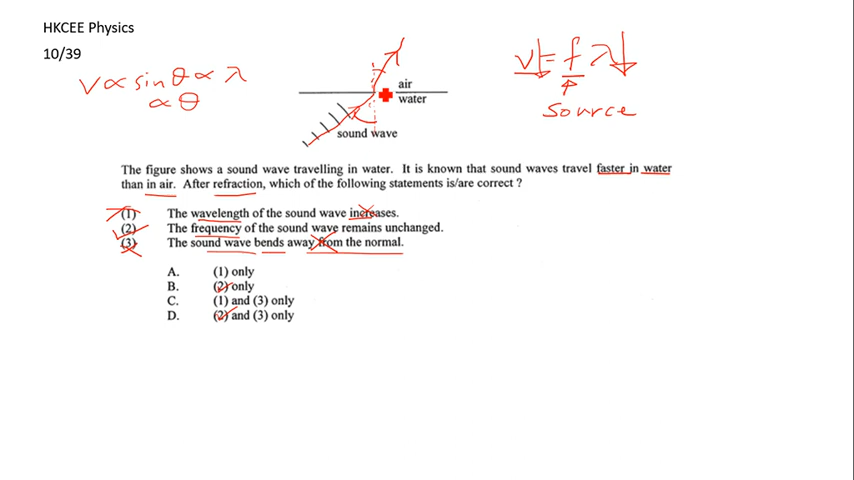 HKCEE Physics
10/39
V ∝ sin θ ∝ λ
∝ θ
v↓ = f λ↓
source
air
water
sound wave
The figure shows a sound wave travelling in water. It is known that sound waves travel faster in water
than in air. After refraction, which of the following statements is/are correct ?
(1) The wavelength of the sound wave increases.
(2) The frequency of the sound wave remains unchanged.
(3) The sound wave bends away from the normal.
A. (1) only
B. (2) only
C. (1) and (3) only
D. (2) and (3) only